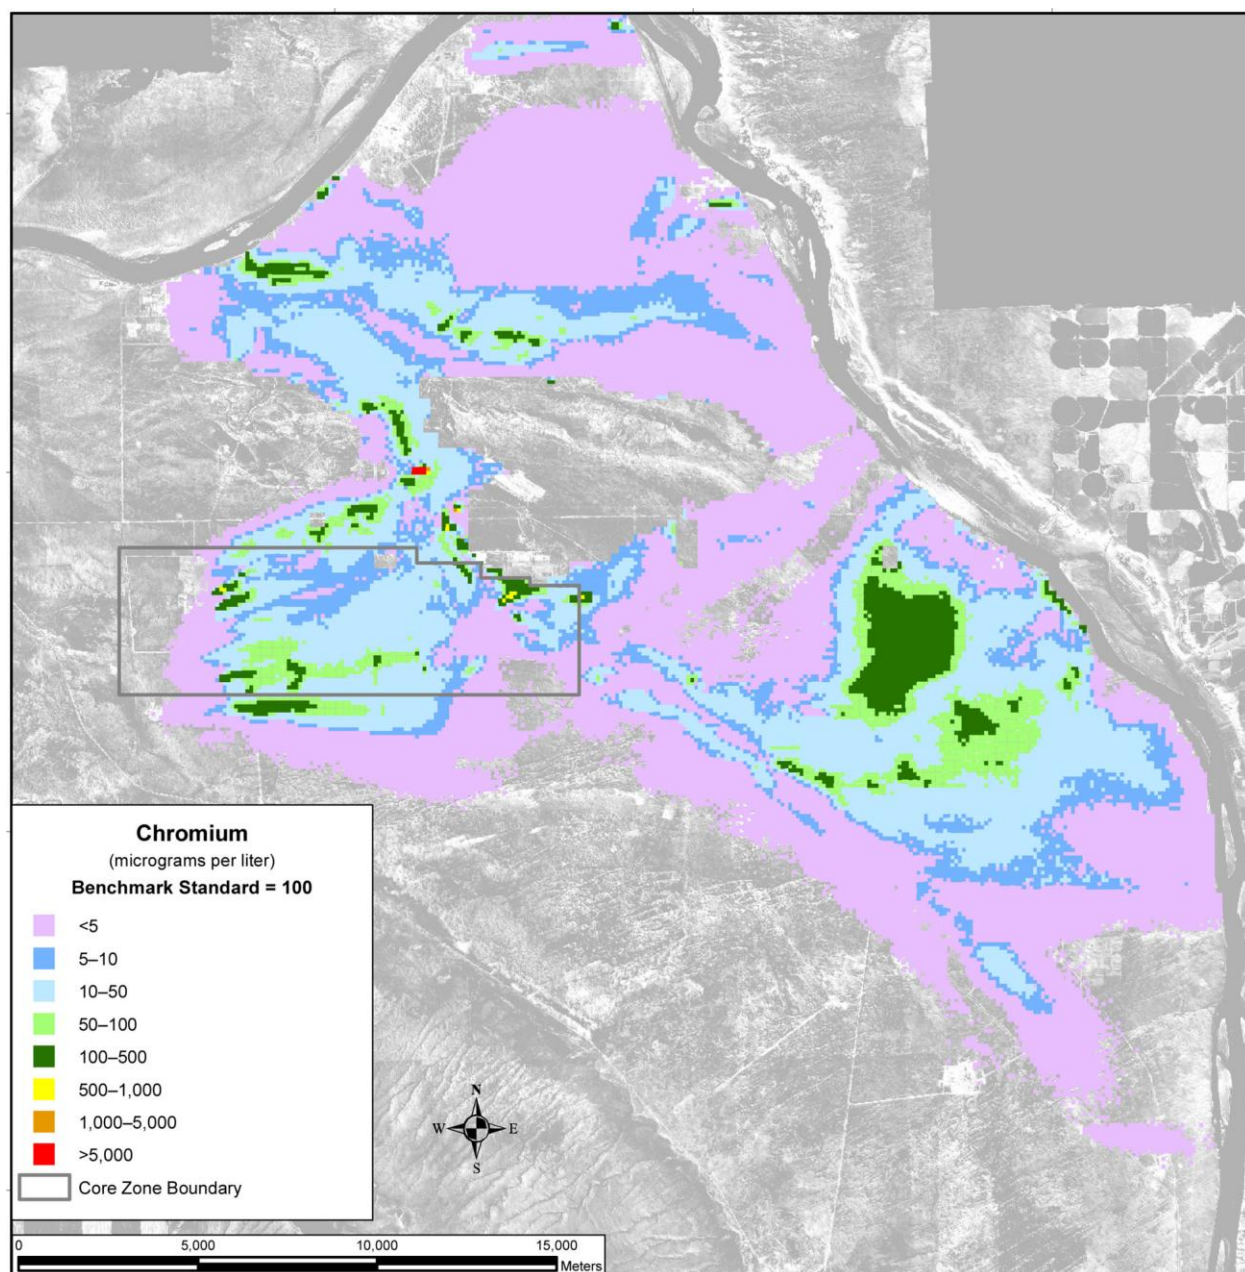 Chromium
(micrograms per liter)
Benchmark Standard = 100
<5
5–10
10–50
50–100
100–500
500–1,000
1,000–5,000
>5,000
Core Zone Boundary
N
W E
S
0 5,000 10,000 15,000
Meters